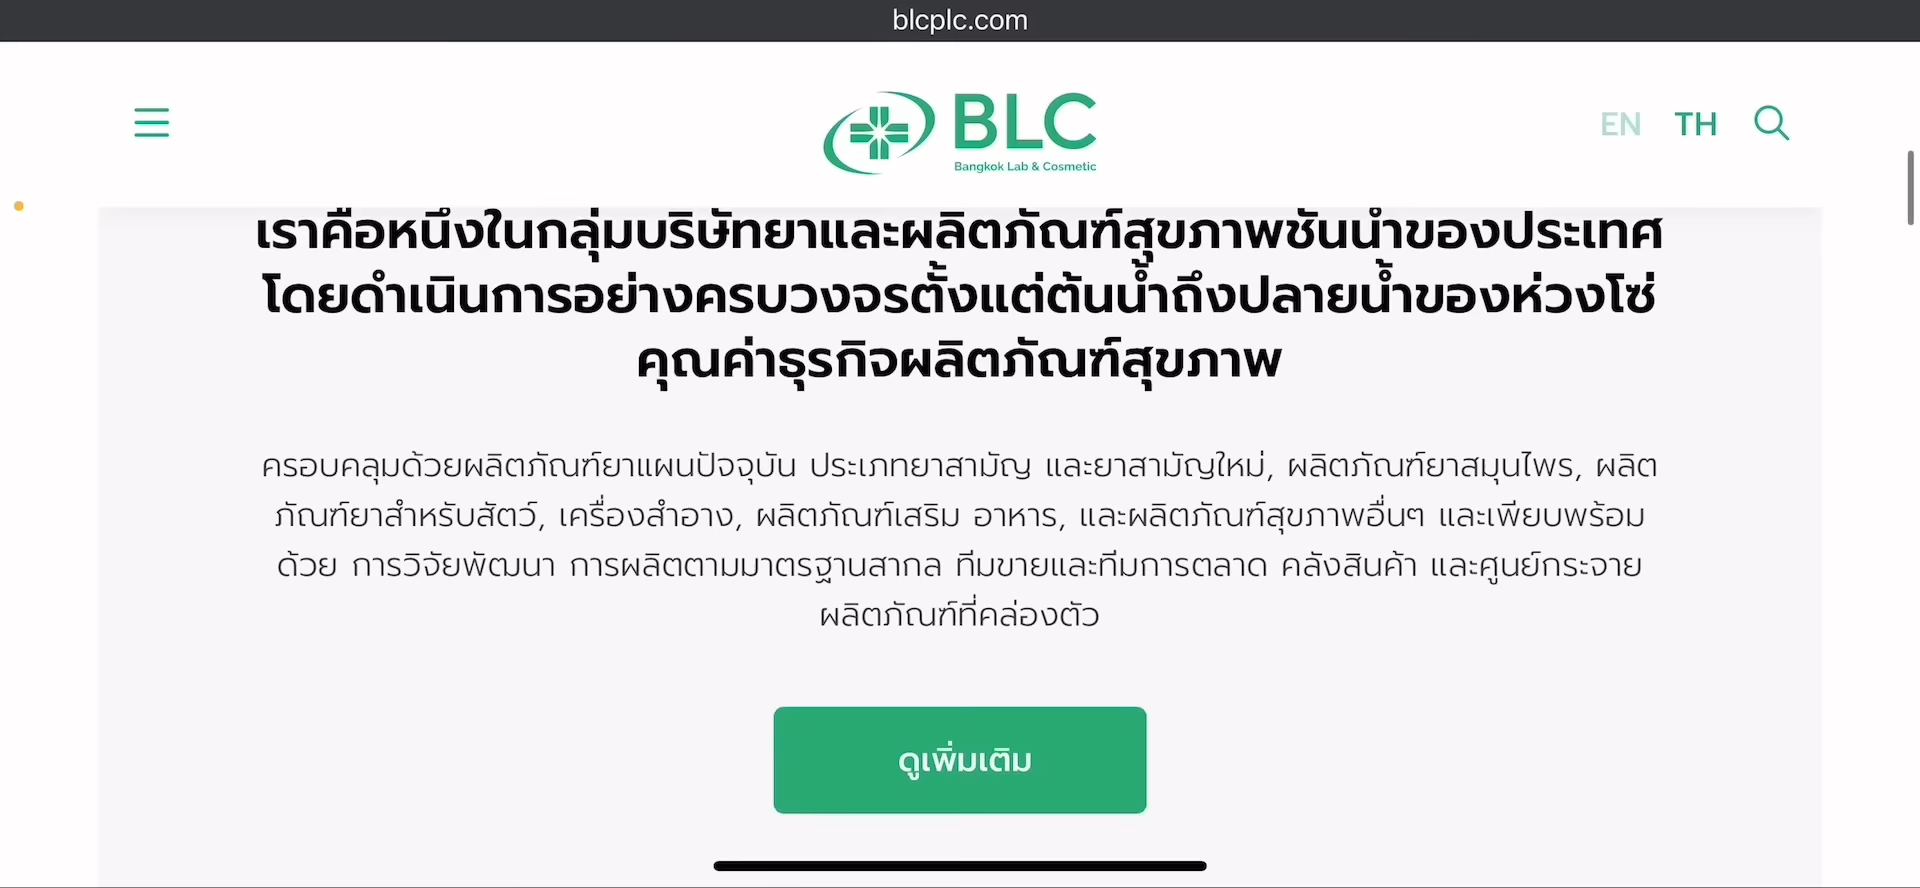 blcplc.com
BLC
Bangkok Lab & Cosmetic
EN TH
เราคือหนึ่งในกลุ่มบริษัทยาและผลิตภัณฑ์สุขภาพชั้นนำของประเทศ
โดยดำเนินการอย่างครบวงจรตั้งแต่ต้นน้ำถึงปลายน้ำของห่วงโซ่
คุณค่าธุรกิจผลิตภัณฑ์สุขภาพ
ครอบคลุมด้วยผลิตภัณฑ์ยาแผนปัจจุบัน ประเภทยาสามัญ และยาสามัญใหม่, ผลิตภัณฑ์ยาสมุนไพร, ผลิต
ภัณฑ์ยาสำหรับสัตว์, เครื่องสำอาง, ผลิตภัณฑ์เสริม อาหาร, และผลิตภัณฑ์สุขภาพอื่นๆ และเพียบพร้อม
ด้วย การวิจัยพัฒนา การผลิตตามมาตรฐานสากล ทีมขายและทีมการตลาด คลังสินค้า และศูนย์กระจาย
ผลิตภัณฑ์ที่คล่องตัว
ดูเพิ่มเติม